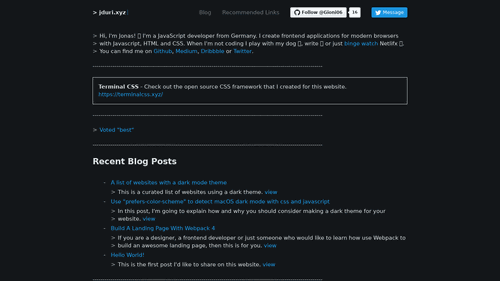 > jduri.xyz
Blog
Recommended Links
Follow @Gioni06
16
Message
> Hi, I'm Jonas! I'm a JavaScript developer from Germany. I create frontend applications for modern browsers
> with Javascript, HTML and CSS. When I'm not coding I play with my dog, write or just binge watch Netlifx.
> You can find me on Github, Medium, Dribbble or Twitter.
Terminal CSS - Check out the open source CSS framework that I created for this website.
https://terminalcss.xyz/
> Voted "best"
Recent Blog Posts
- A list of websites with a dark mode theme
> This is a curated list of websites using a dark theme. view
- Use "prefers-color-scheme" to detect macOS dark mode with css and javascript
> In this post, I'm going to explain how and why you should consider making a dark theme for your
> website. view
- Build A Landing Page With Webpack 4
> If you are a designer, a frontend developer or just someone who would like to learn how use Webpack to
> build an awesome landing page, then this is for you. view
- Hello World!
> This is the first post I'd like to share on this website. view